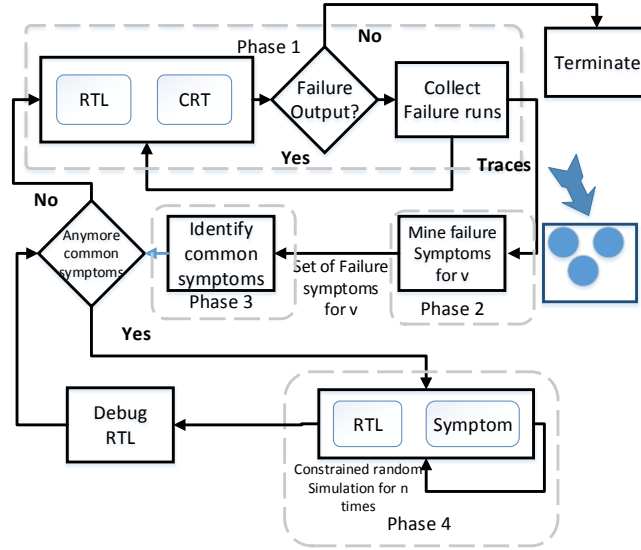 Phase 1
No
Terminate
RTL
CRT
Failure
Output?
Collect
Failure runs
Yes
Traces
No
Anymore
common
symptoms
Identify
common
symptoms
Phase 3
Set of Failure
symptoms
for v
Mine failure
Symptoms
for v
Phase 2
Yes
Debug
RTL
RTL
Symptom
Constrained random
Simulation for n
times
Phase 4